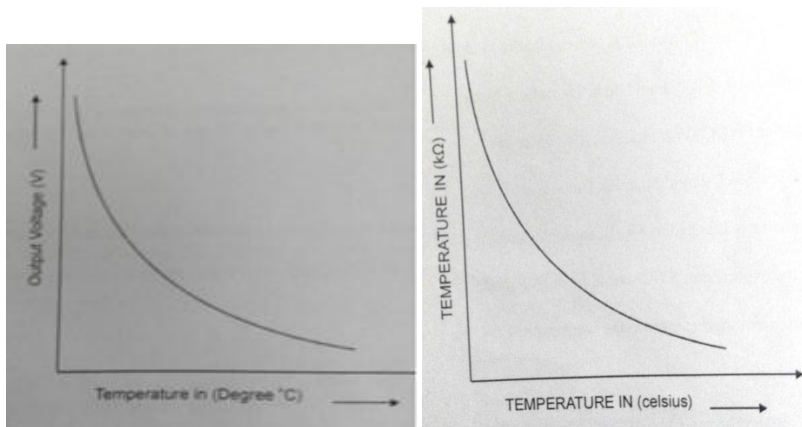 Output Voltage (V)
Temperature in (Degree °C)
TEMPERATURE IN (kΩ)
TEMPERATURE IN (celsius)